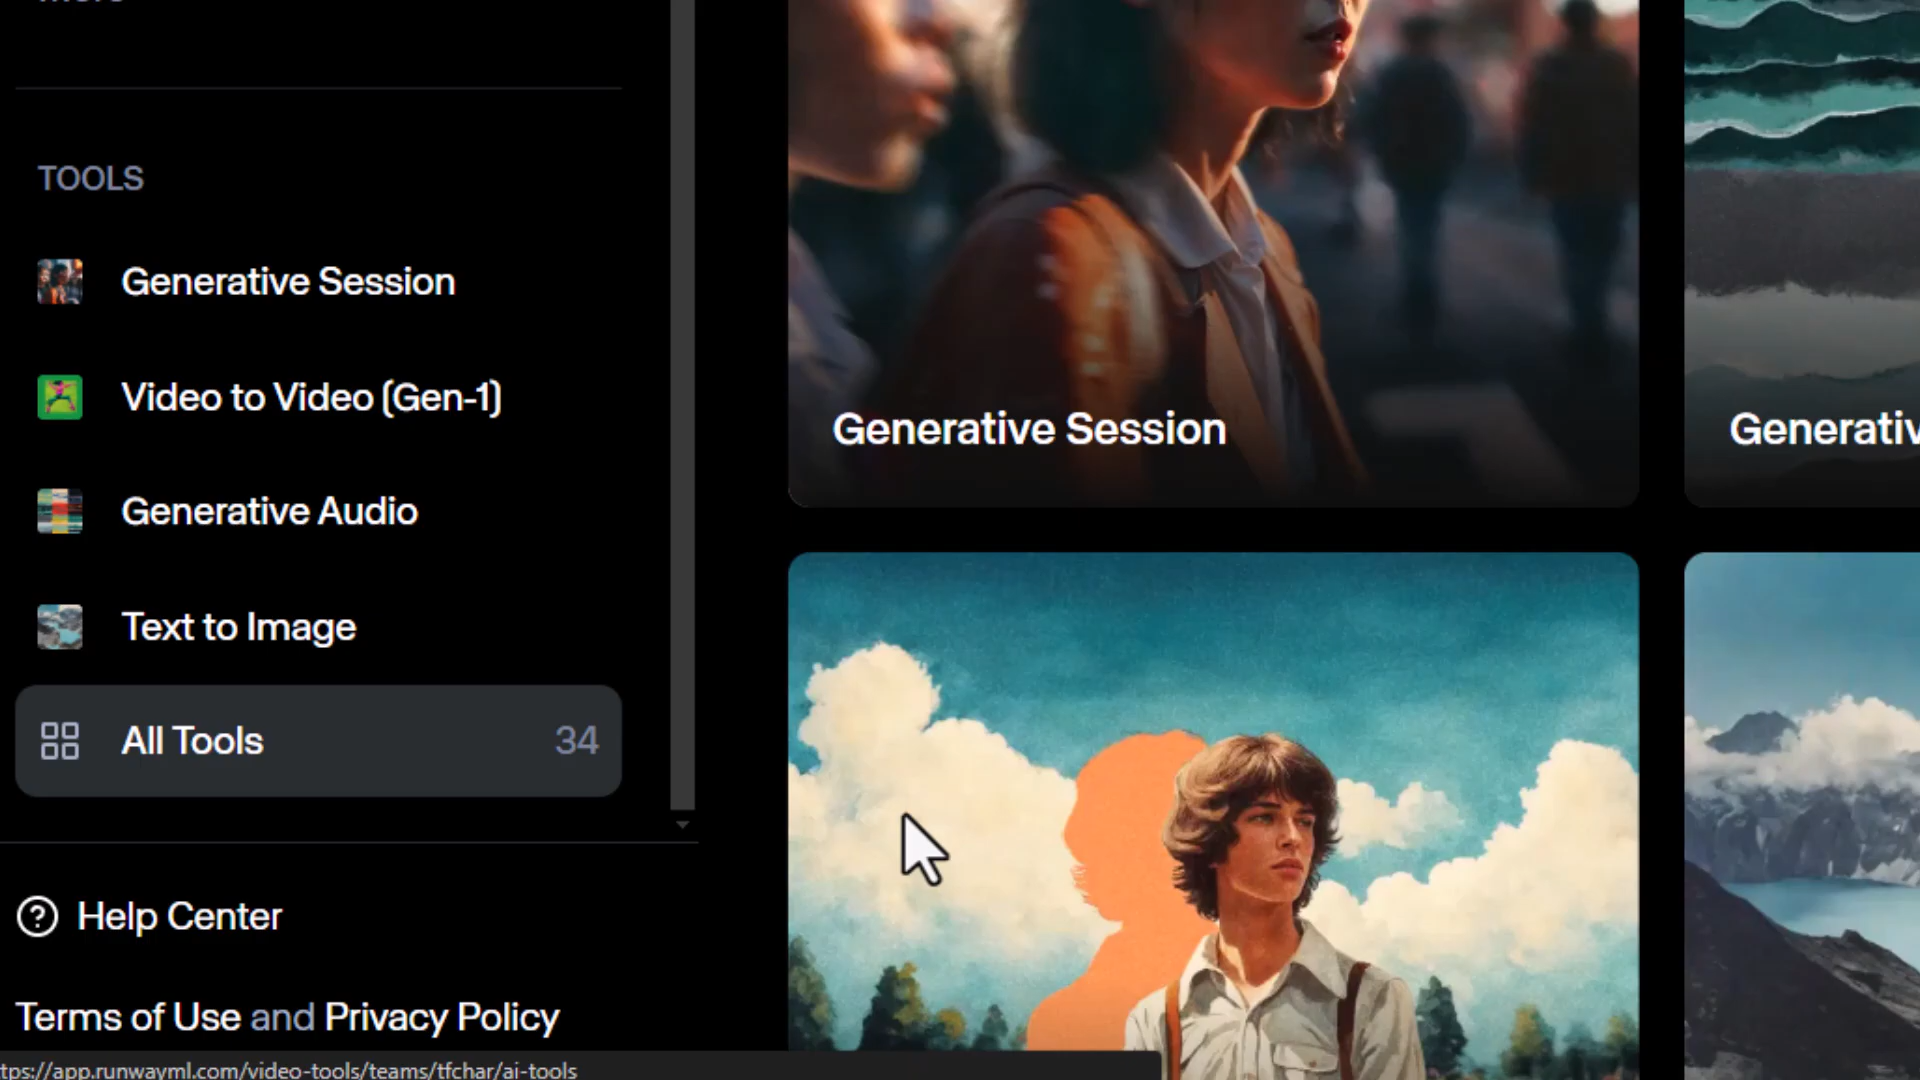 TOOLS
Generative Session
Video to Video (Gen-1)
Generative Audio
Text to Image
All Tools 34
Help Center
Terms of Use and Privacy Policy
tps://app.runwayml.com/video-tools/teams/tfchar/ai-tools
Generative Session
Generativ